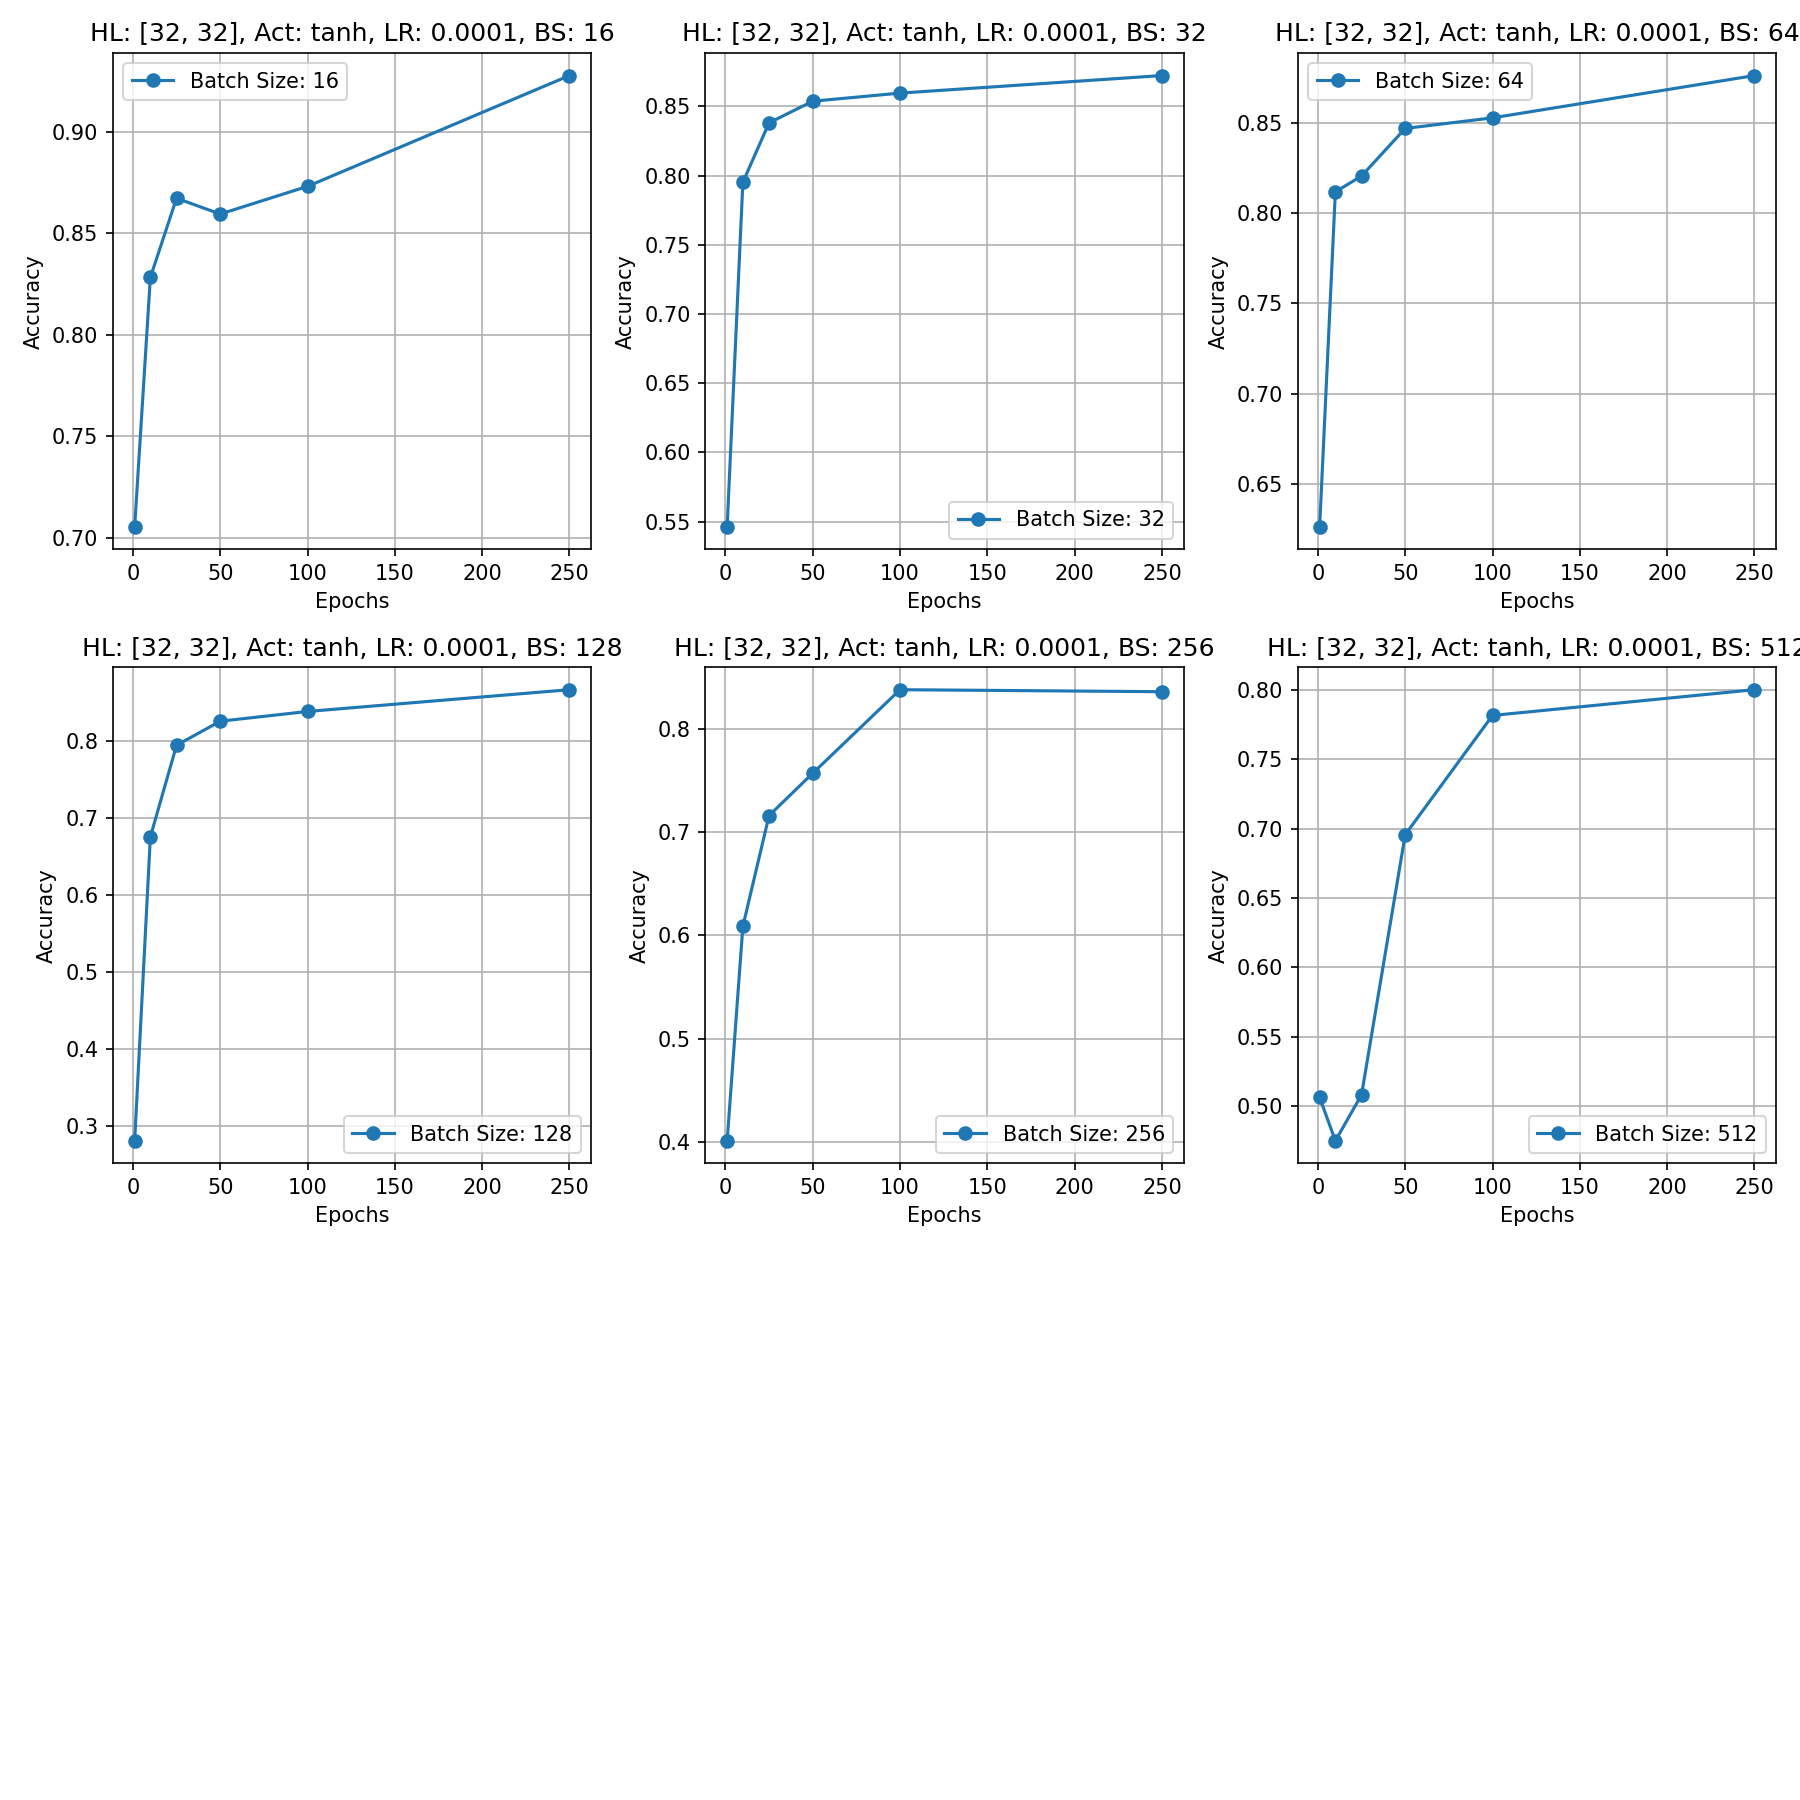 HL: [32, 32], Act: tanh, LR: 0.0001, BS: 16
Batch Size: 16
Accuracy
0.90
0.85
0.80
0.75
0.70
0 50 100 150 200 250
Epochs
HL: [32, 32], Act: tanh, LR: 0.0001, BS: 32
Batch Size: 32
Accuracy
0.85
0.80
0.75
0.70
0.65
0.60
0.55
0 50 100 150 200 250
Epochs
HL: [32, 32], Act: tanh, LR: 0.0001, BS: 64
Batch Size: 64
Accuracy
0.85
0.80
0.75
0.70
0.65
0 50 100 150 200 250
Epochs
HL: [32, 32], Act: tanh, LR: 0.0001, BS: 128
Batch Size: 128
Accuracy
0.8
0.7
0.6
0.5
0.4
0.3
0 50 100 150 200 250
Epochs
HL: [32, 32], Act: tanh, LR: 0.0001, BS: 256
Batch Size: 256
Accuracy
0.8
0.7
0.6
0.5
0.4
0 50 100 150 200 250
Epochs
HL: [32, 32], Act: tanh, LR: 0.0001, BS: 512
Batch Size: 512
Accuracy
0.80
0.75
0.70
0.65
0.60
0.55
0.50
0 50 100 150 200 250
Epochs